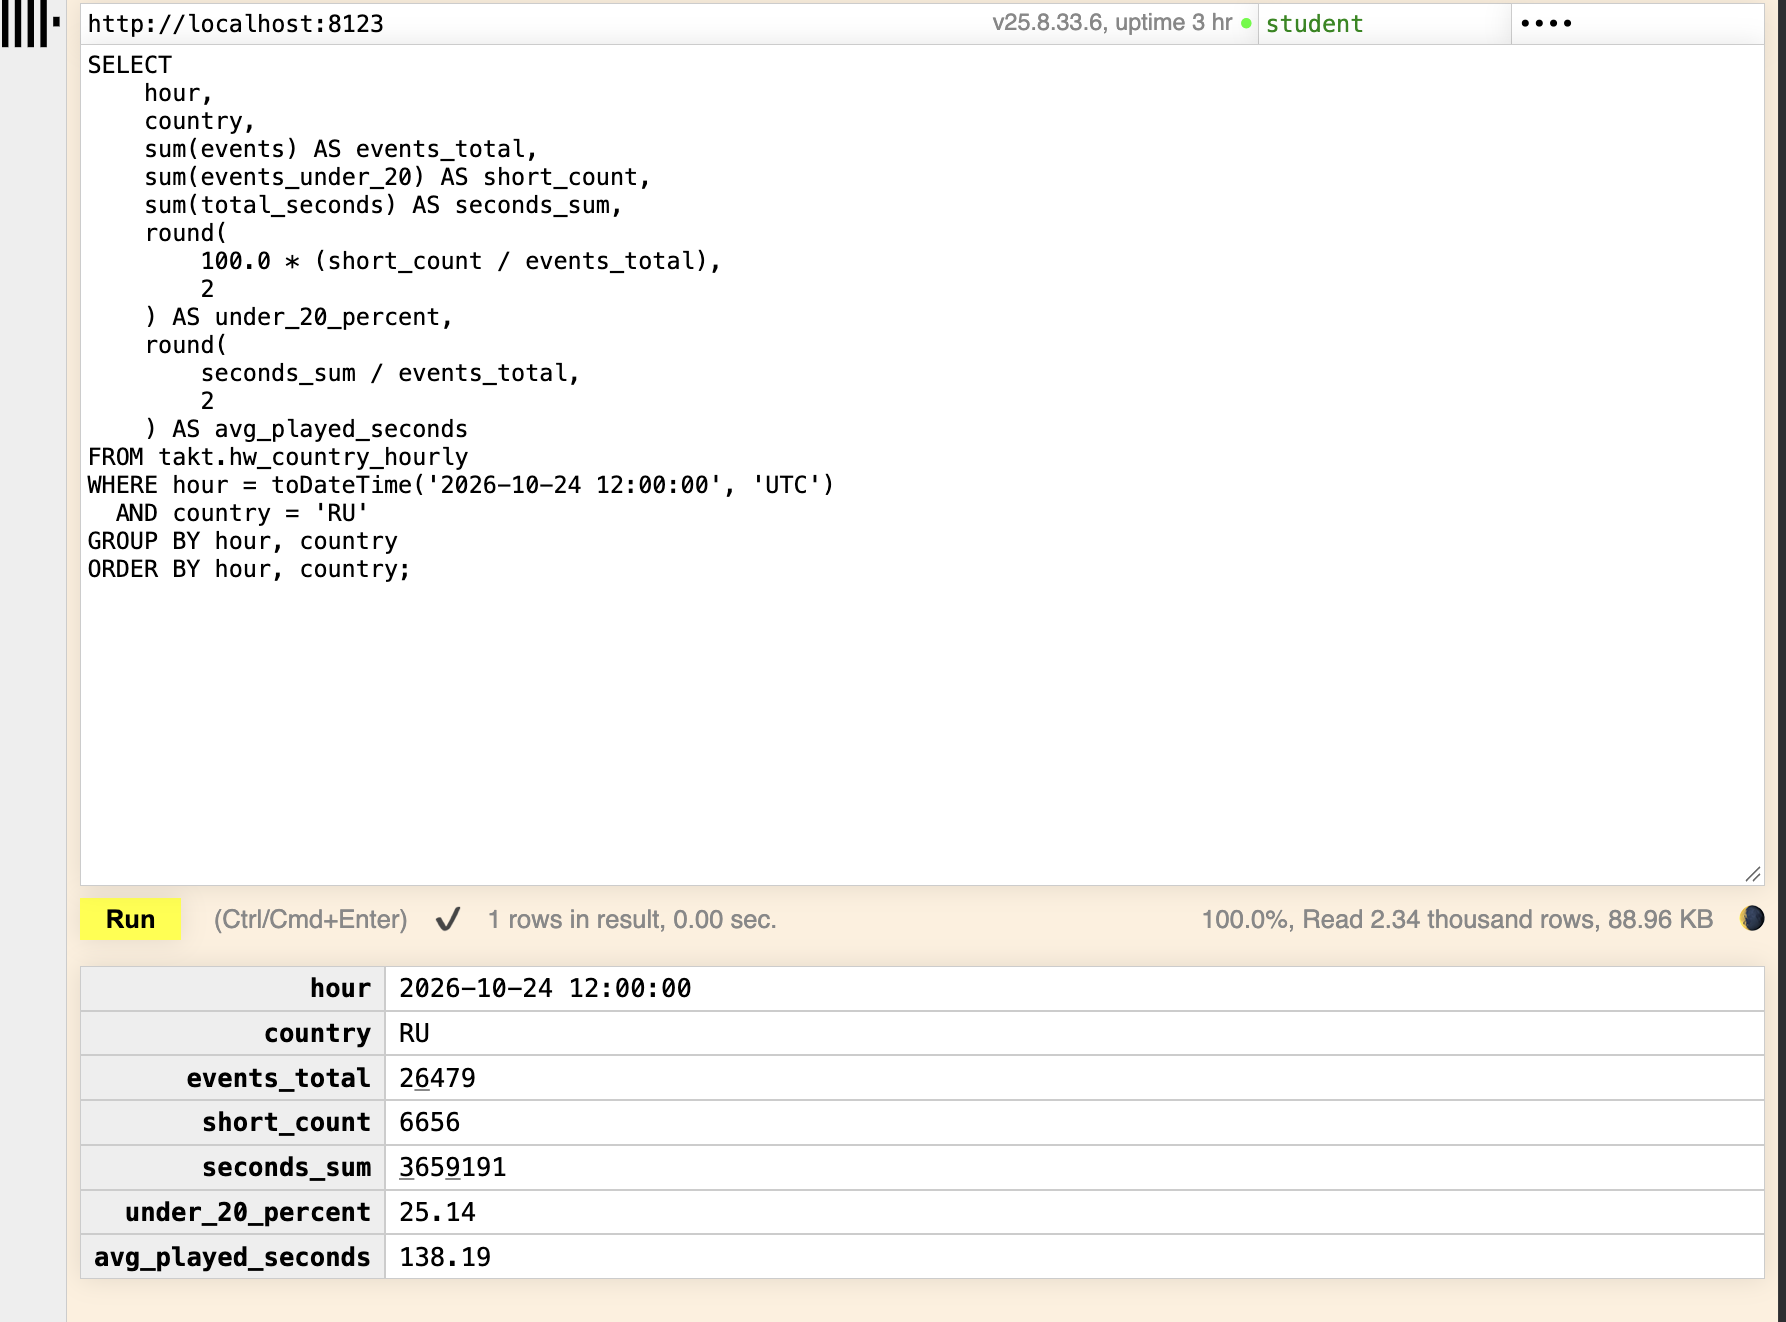 http://localhost:8123 v25.8.33.6, uptime 3 hr student ••••
SELECT
    hour,
    country,
    sum(events) AS events_total,
    sum(events_under_20) AS short_count,
    sum(total_seconds) AS seconds_sum,
    round(
        100.0 * (short_count / events_total),
        2
    ) AS under_20_percent,
    round(
        seconds_sum / events_total,
        2
    ) AS avg_played_seconds
FROM takt.hw_country_hourly
WHERE hour = toDateTime('2026-10-24 12:00:00', 'UTC')
  AND country = 'RU'
GROUP BY hour, country
ORDER BY hour, country;
Run (Ctrl/Cmd+Enter) ✔ 1 rows in result, 0.00 sec. 100.0%, Read 2.34 thousand rows, 88.96 KB
hour 2026-10-24 12:00:00
country RU
events_total 26479
short_count 6656
seconds_sum 3659191
under_20_percent 25.14
avg_played_seconds 138.19